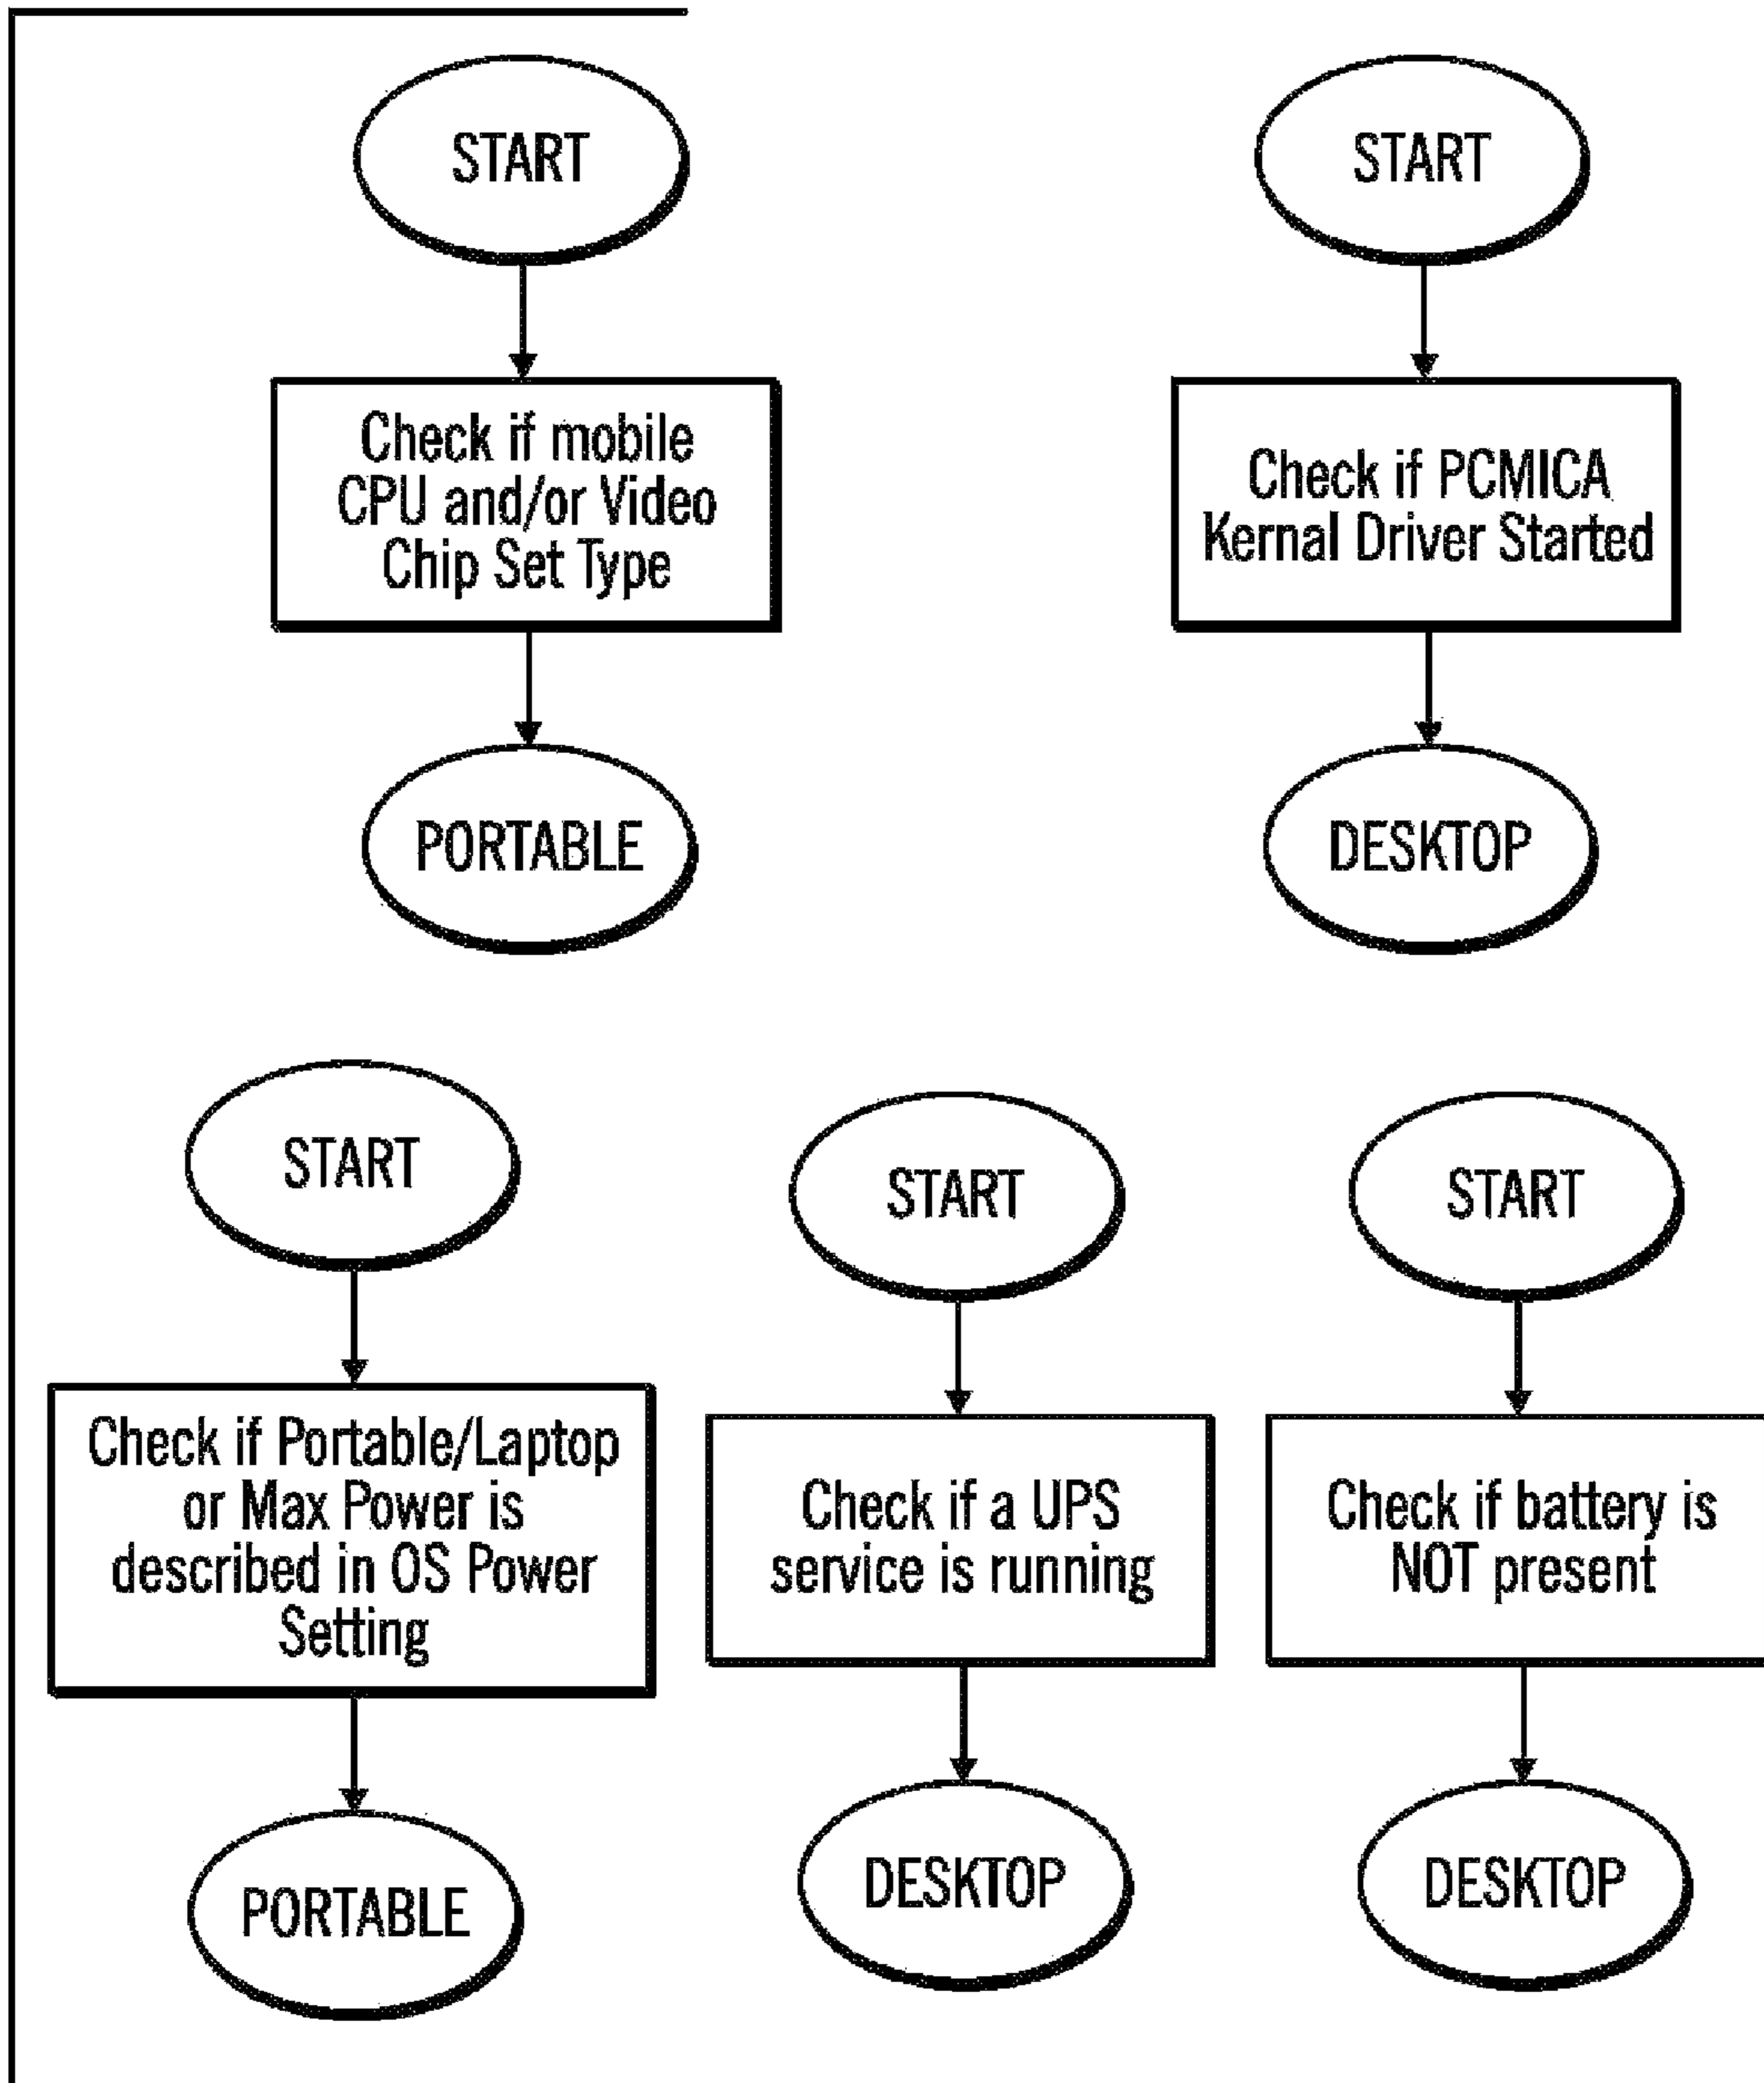 START
Check if mobile
CPU and/or Video
Chip Set Type
PORTABLE
START
Check if PCMICA
Kernal Driver Started
DESKTOP
START
Check if Portable/Laptop
or Max Power is
described in OS Power
Setting
PORTABLE
START
Check if a UPS
service is running
DESKTOP
START
Check if battery is
NOT present
DESKTOP